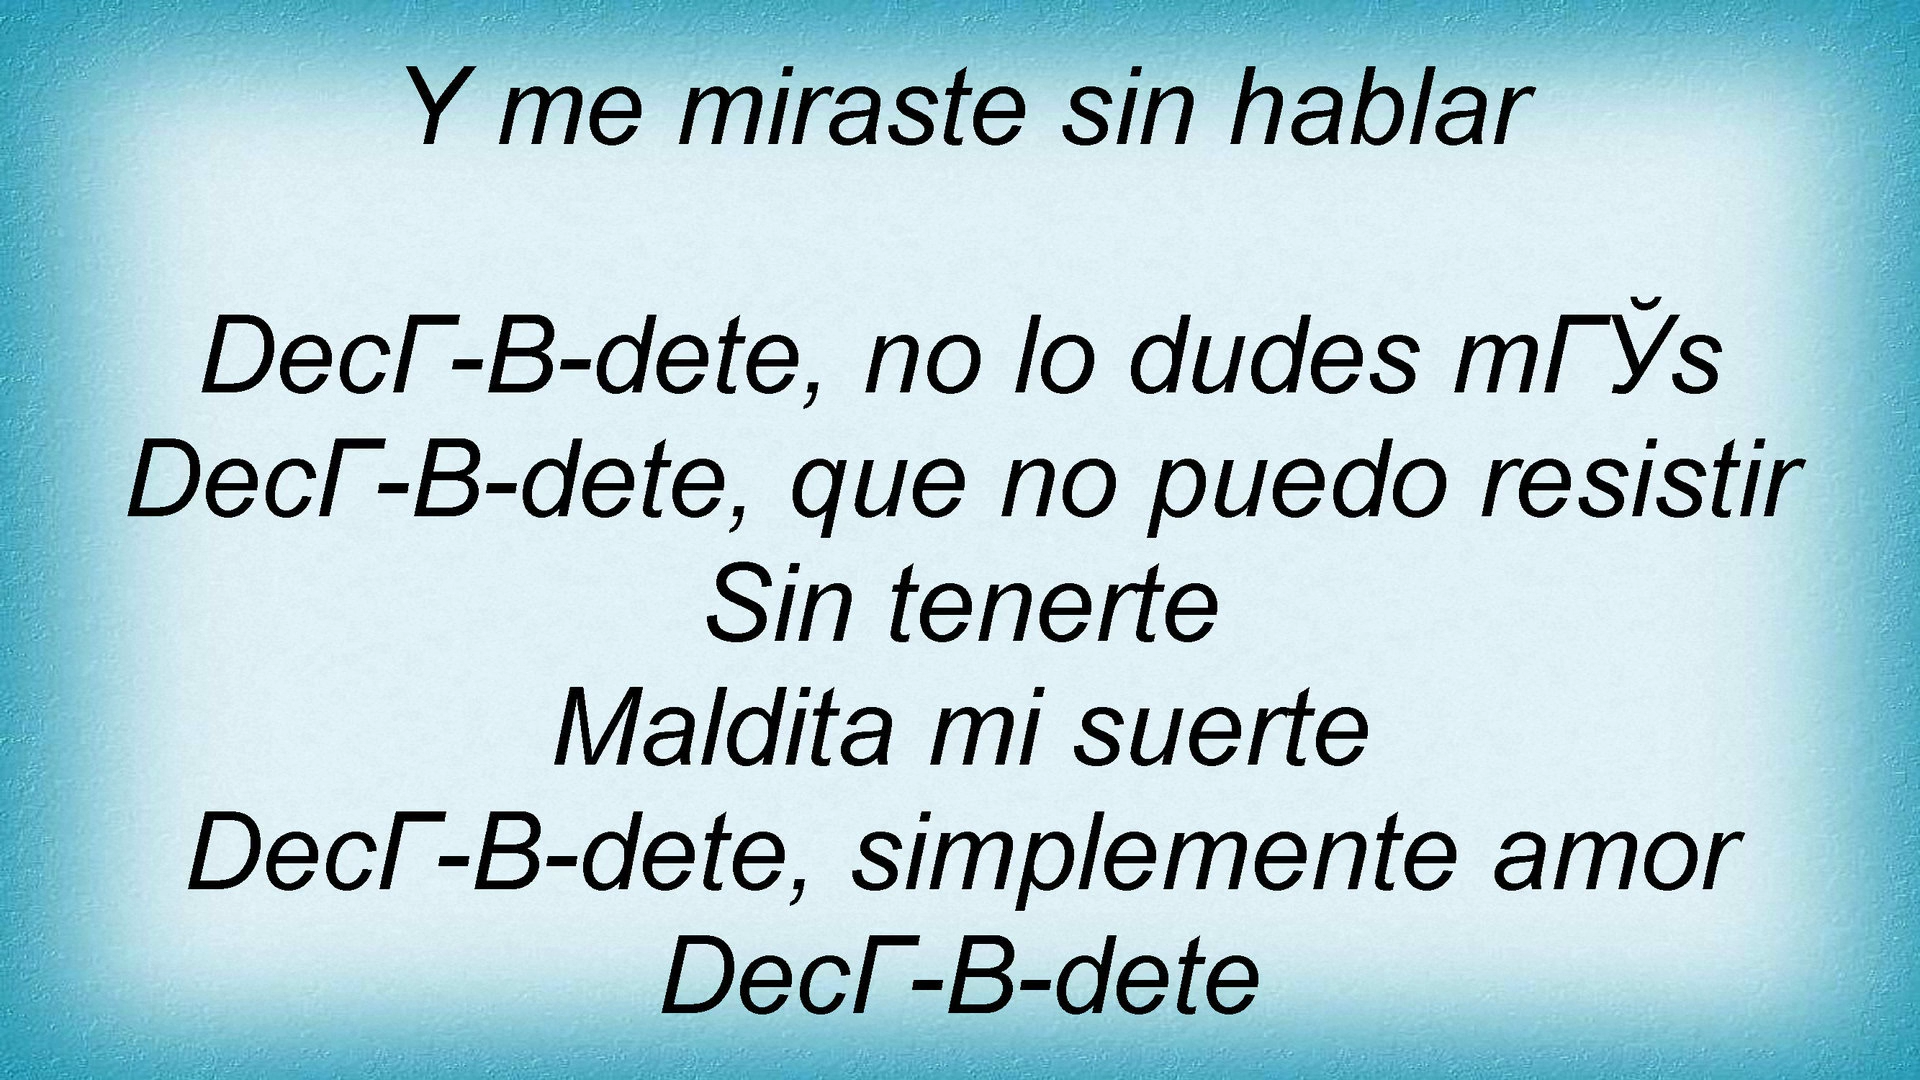 Y me miraste sin hablar
DecГ-В-dete, no lo dudes mГЎs
DecГ-В-dete, que no puedo resistir
Sin tenerte
Maldita mi suerte
DecГ-В-dete, simplemente amor
DecГ-В-dete